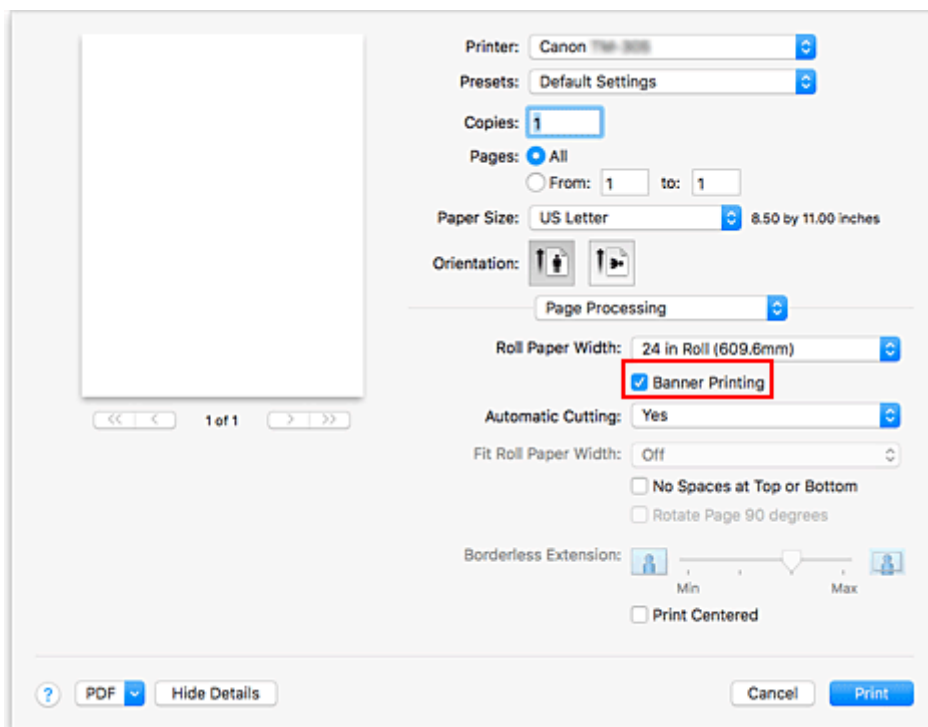 Printer: Canon
Presets: Default Settings
Copies: 1
Pages: All
From: 1 to: 1
Paper Size: US Letter 8.50 by 11.00 inches
Orientation:
Page Processing
Roll Paper Width: 24 in Roll (609.6mm)
Banner Printing
<< < 1 of 1 > >>
Automatic Cutting: Yes
Fit Roll Paper Width: Off
No Spaces at Top or Bottom
Rotate Page 90 degrees
Borderless Extension:
Min Max
Print Centered
? PDF Hide Details Cancel Print